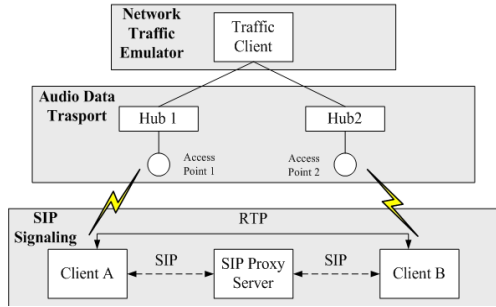 Network
Traffic
Emulator
Traffic
Client
Audio Data
Trasport
Hub 1
Hub2
Access
Point 1
Access
Point 2
SIP
Signaling
RTP
Client A
SIP
SIP Proxy
Server
SIP
Client B